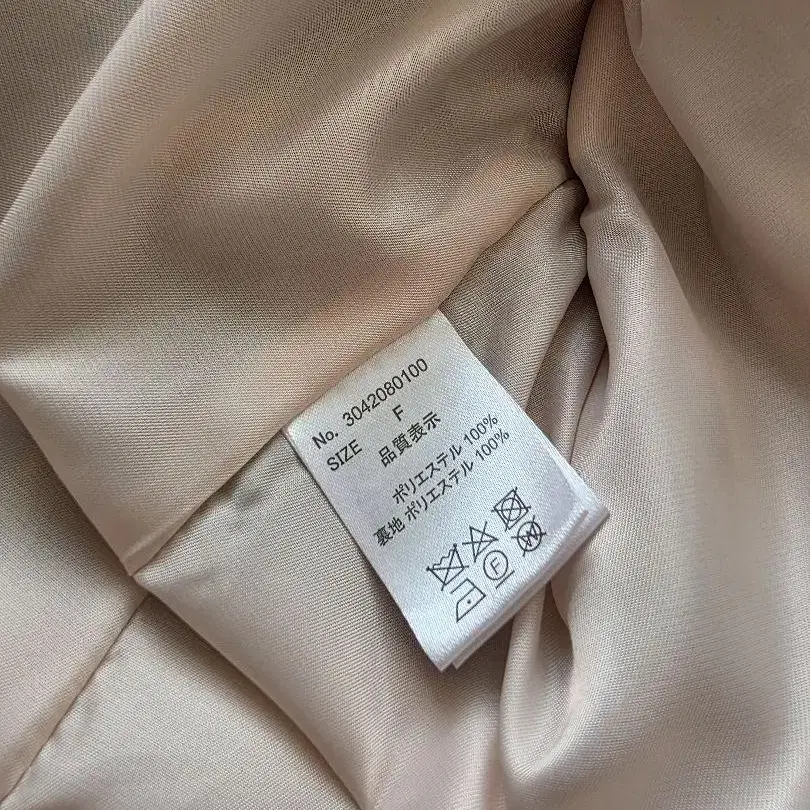 No. 3042080100
SIZE F
品質表示
ポリエステル 100%
裏地 ポリエステル 100%
F W